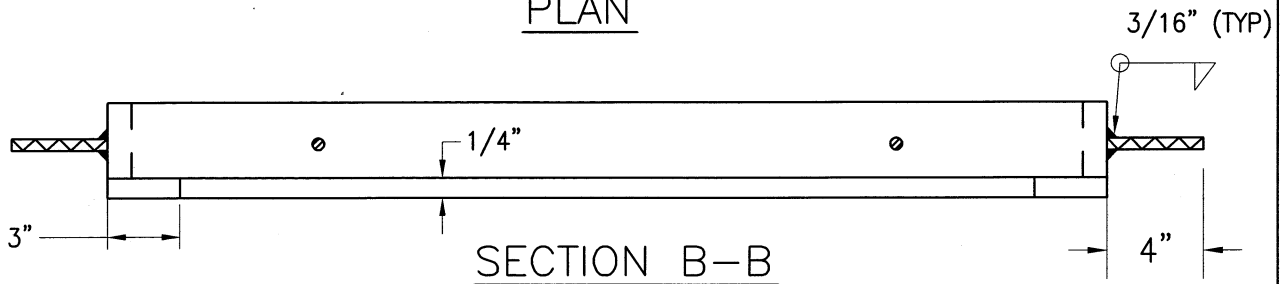 PLAN
3/16" (TYP)
1/4"
3"
4"
SECTION B-B